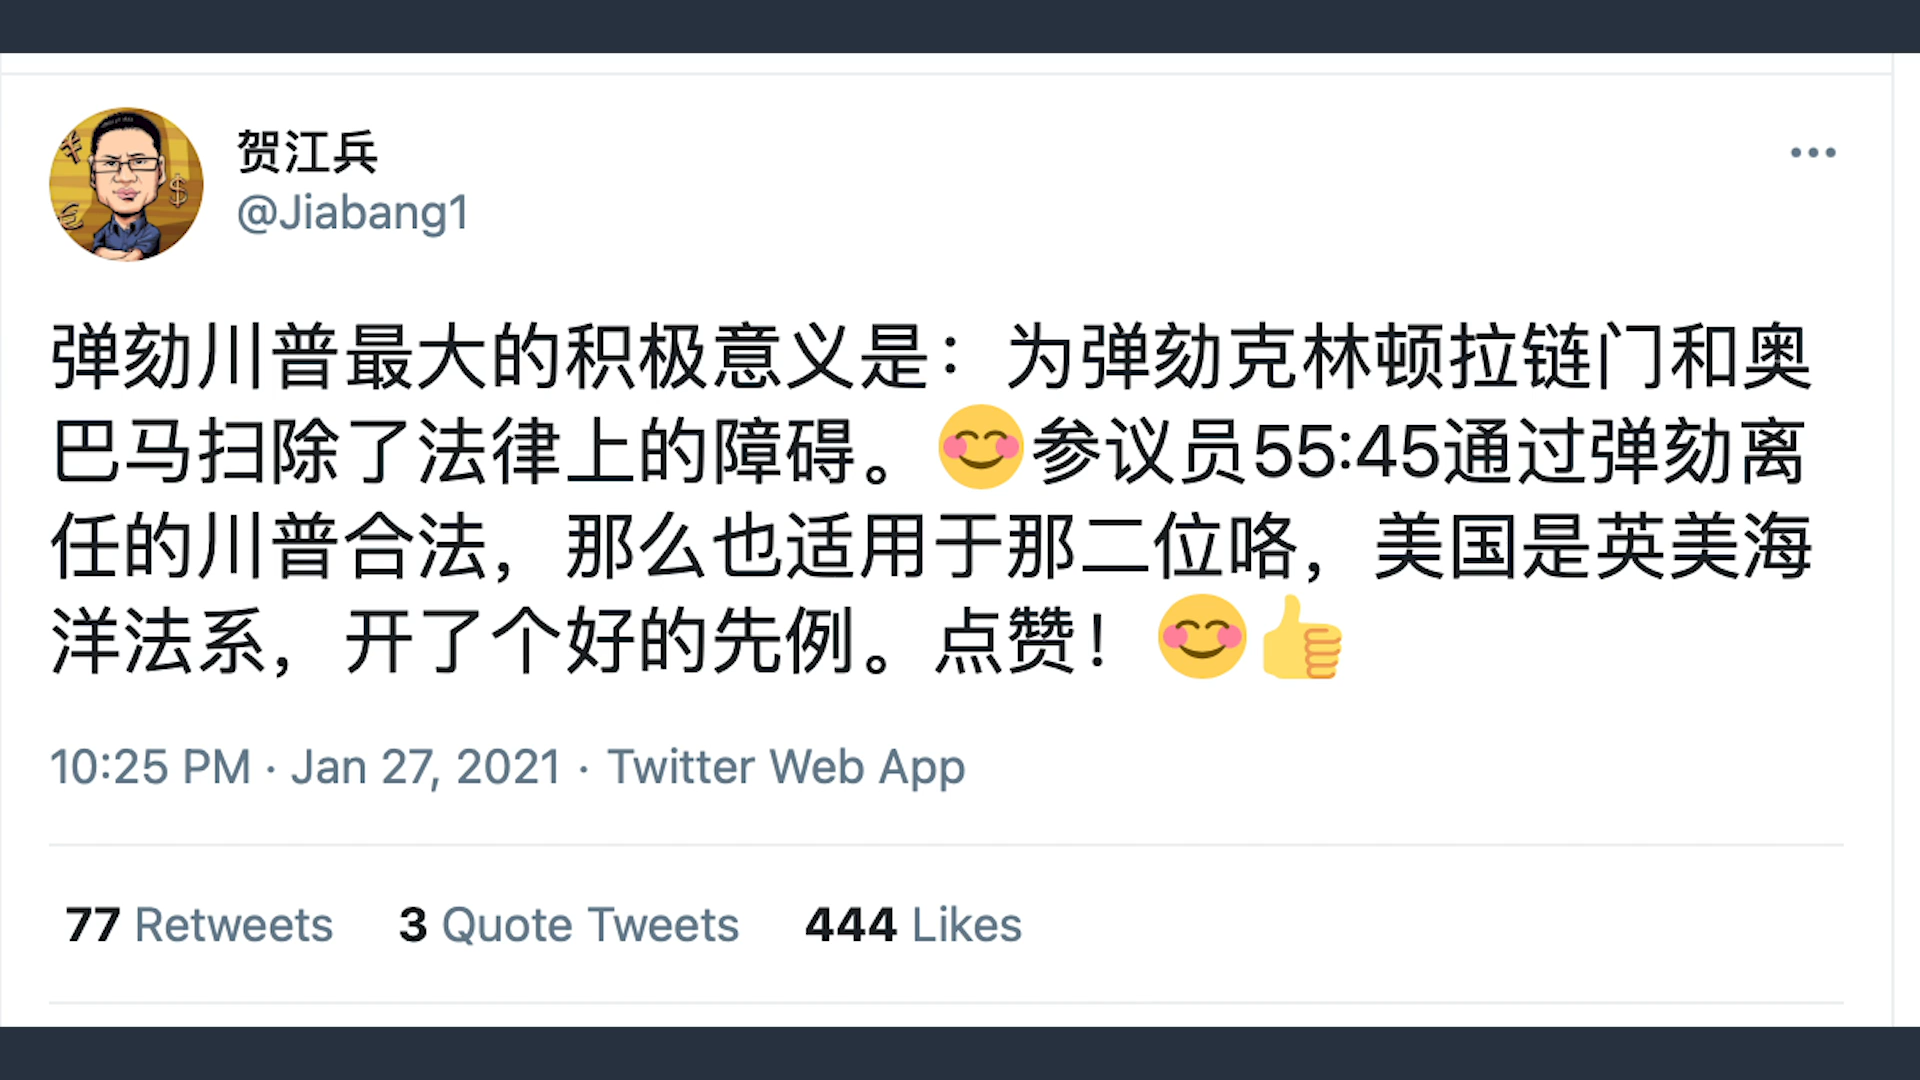 贺江兵
@Jiabang1
弹劾川普最大的积极意义是：为弹劾克林顿拉链门和奥
巴马扫除了法律上的障碍。😊参议员55:45通过弹劾离
任的川普合法，那么也适用于那二位咯，美国是英美海
洋法系，开了个好的先例。点赞！😊👍
10:25 PM · Jan 27, 2021 · Twitter Web App
77 Retweets 3 Quote Tweets 444 Likes